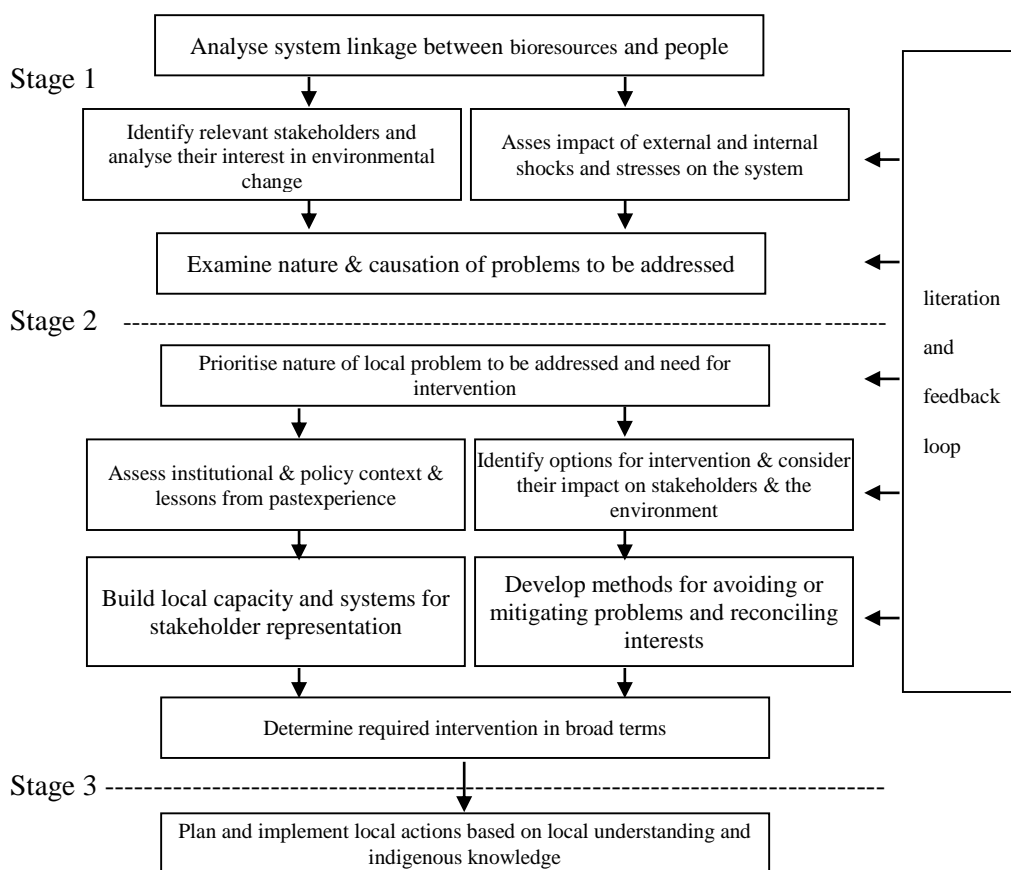 Analyse system linkage between bioresources and people
Stage 1
Identify relevant stakeholders and
analyse their interest in environmental
change
Asses impact of external and internal
shocks and stresses on the system
Examine nature & causation of problems to be addressed
Stage 2
Prioritise nature of local problem to be addressed and need for
intervention
Assess institutional & policy context &
lessons from pastexperience
Identify options for intervention & consider
their impact on stakeholders & the
environment
Build local capacity and systems for
stakeholder representation
Develop methods for avoiding or
mitigating problems and reconciling
interests
Determine required intervention in broad terms
Stage 3
Plan and implement local actions based on local understanding and
indigenous knowledge
literation
and
feedback
loop